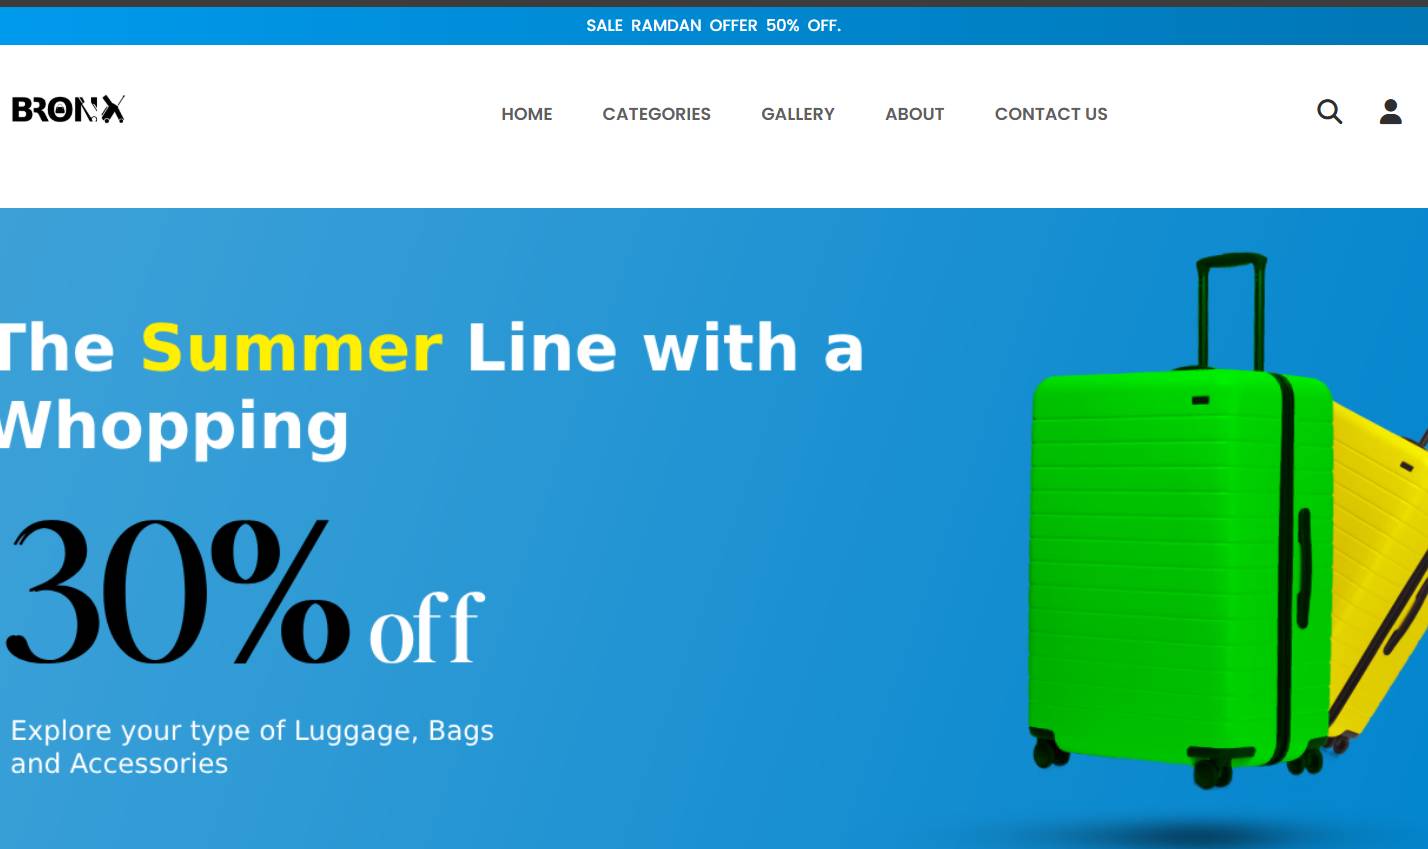 SALE RAMDAN OFFER 50% OFF.
BRONX
HOME CATEGORIES GALLERY ABOUT CONTACT US
The Summer Line with a
Whopping
30% off
Explore your type of Luggage, Bags
and Accessories